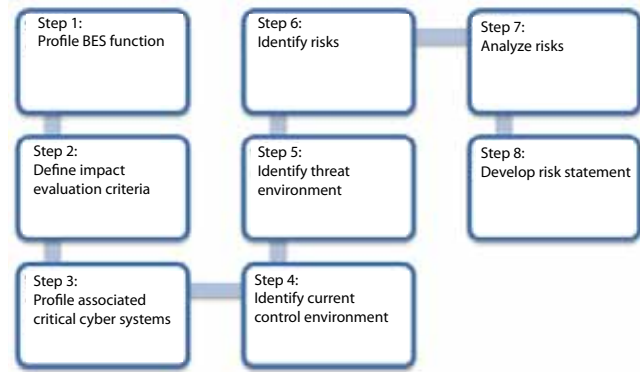 Step 1:
Profile BES function
Step 2:
Define impact
evaluation criteria
Step 3:
Profile associated
critical cyber systems
Step 4:
Identify current
control environment
Step 5:
Identify threat
environment
Step 6:
Identify risks
Step 7:
Analyze risks
Step 8:
Develop risk statement